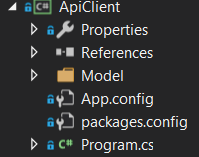 ApiClient
Properties
References
Model
App.config
packages.config
Program.cs